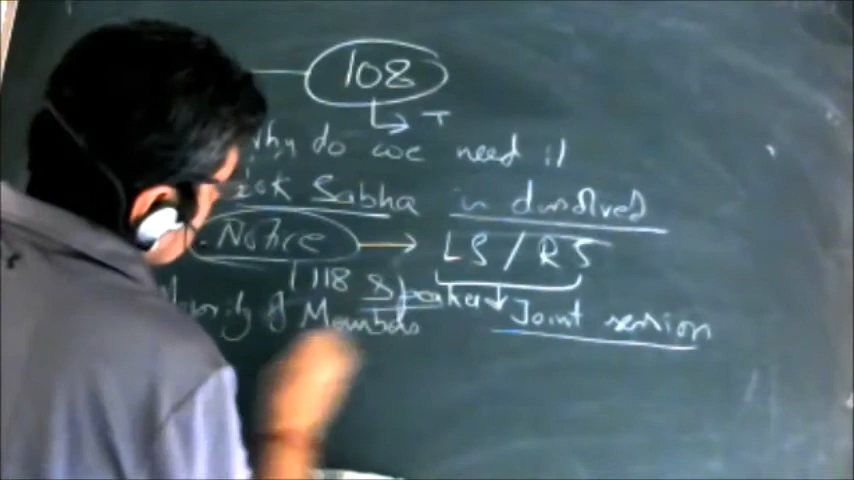 108
T
Why do we need it
Lok Sabha is dissolved
Notice → LS / RS
118 Speaker Joint session
Majority of Members